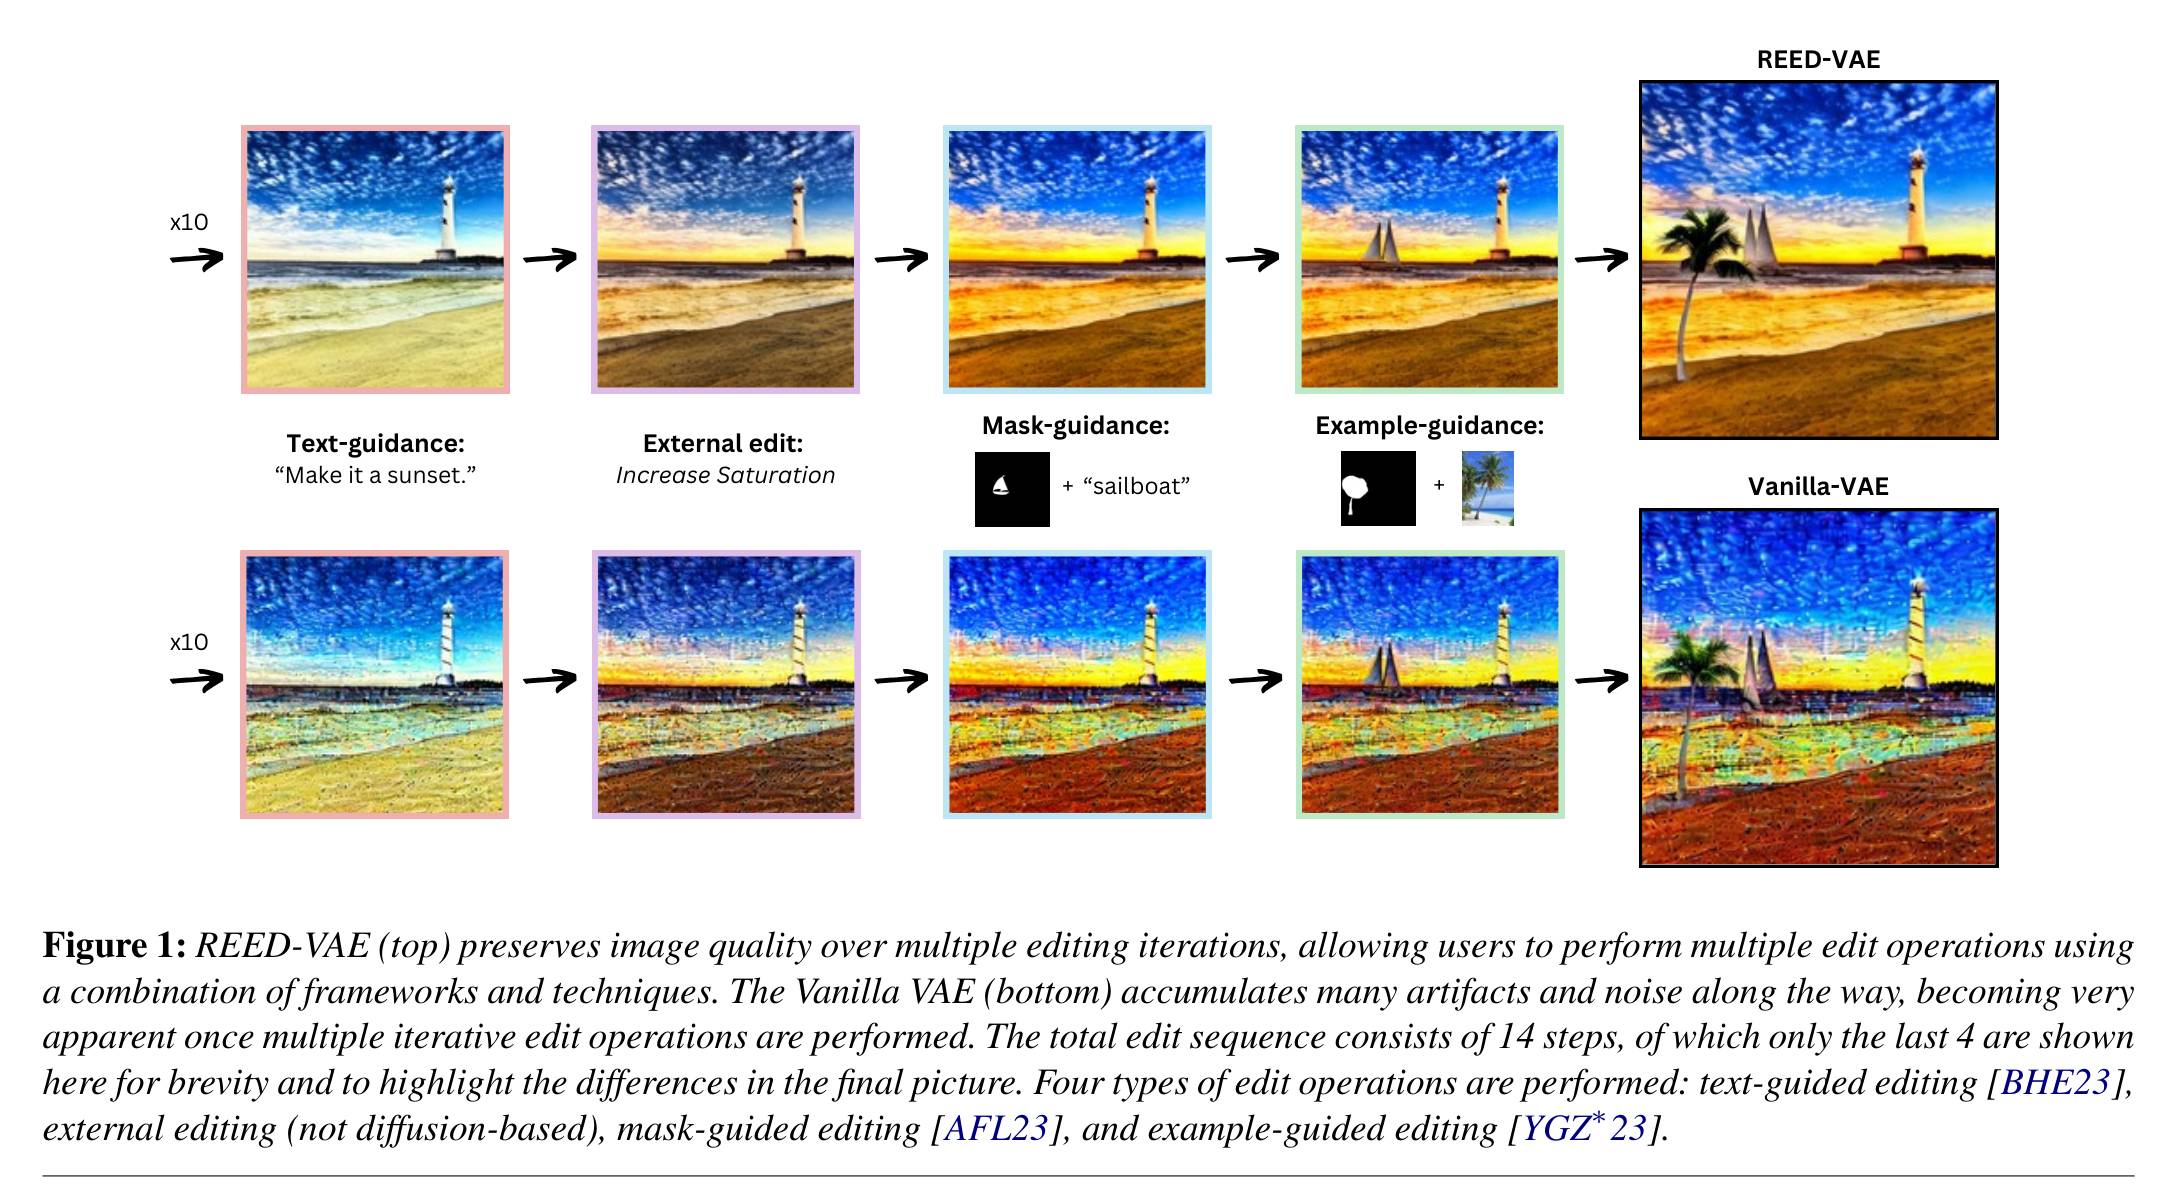 REED-VAE
x10
Text-guidance:
“Make it a sunset.”
External edit:
Increase Saturation
Mask-guidance:
+ “sailboat”
Example-guidance:
+
Vanilla-VAE
x10
Figure 1: REED-VAE (top) preserves image quality over multiple editing iterations, allowing users to perform multiple edit operations using
a combination of frameworks and techniques. The Vanilla VAE (bottom) accumulates many artifacts and noise along the way, becoming very
apparent once multiple iterative edit operations are performed. The total edit sequence consists of 14 steps, of which only the last 4 are shown
here for brevity and to highlight the differences in the final picture. Four types of edit operations are performed: text-guided editing [BHE23],
external editing (not diffusion-based), mask-guided editing [AFL23], and example-guided editing [YGZ*23].